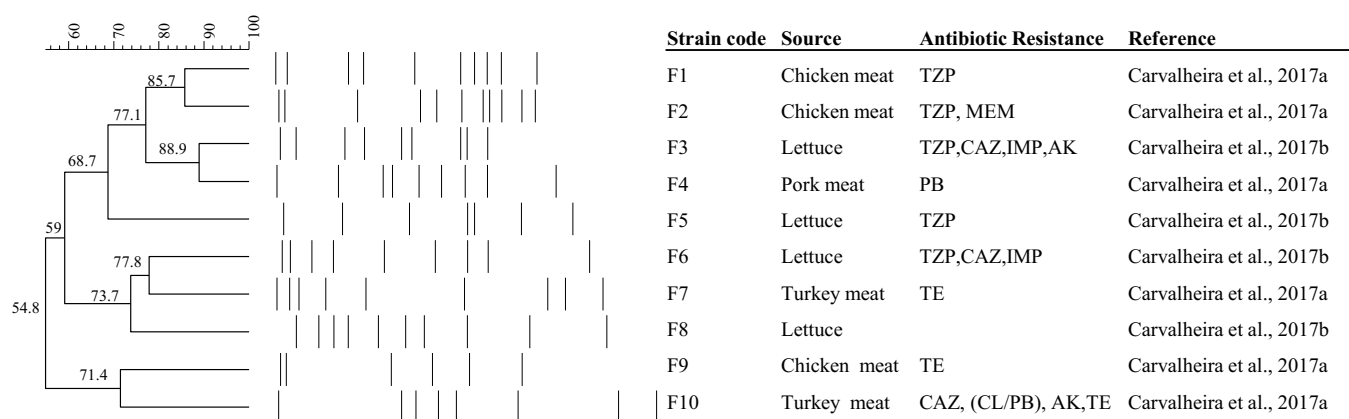 60 70 80 90 100
Strain code Source Antibiotic Resistance Reference
85.7 F1 Chicken meat TZP Carvalheira et al., 2017a
77.1 F2 Chicken meat TZP, MEM Carvalheira et al., 2017a
88.9 F3 Lettuce TZP,CAZ,IMP,AK Carvalheira et al., 2017b
68.7 F4 Pork meat PB Carvalheira et al., 2017a
F5 Lettuce TZP Carvalheira et al., 2017b
59
77.8 F6 Lettuce TZP,CAZ,IMP Carvalheira et al., 2017b
73.7 F7 Turkey meat TE Carvalheira et al., 2017a
54.8
F8 Lettuce Carvalheira et al., 2017b
71.4 F9 Chicken meat TE Carvalheira et al., 2017a
F10 Turkey meat CAZ, (CL/PB), AK,TE Carvalheira et al., 2017a